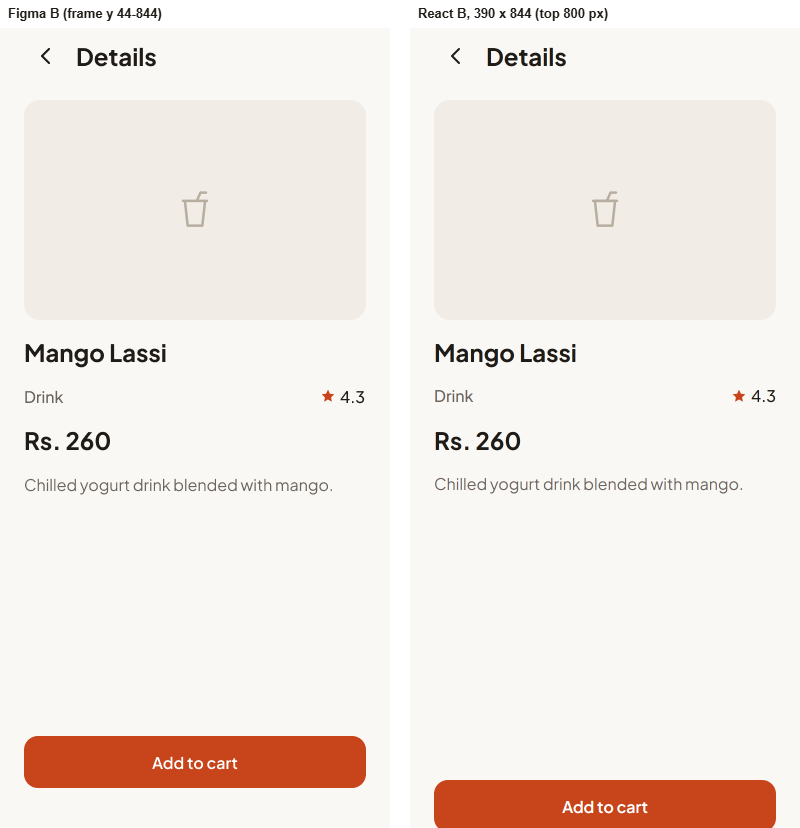 Figma B (frame y 44-844)
Details
Mango Lassi
Drink
4.3
Rs. 260
Chilled yogurt drink blended with mango.
Add to cart
React B, 390 x 844 (top 800 px)
Details
Mango Lassi
Drink
4.3
Rs. 260
Chilled yogurt drink blended with mango.
Add to cart